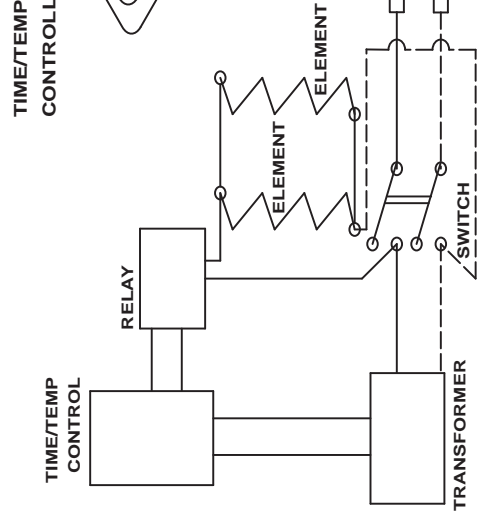 TIME/TEMP
CONTROLL
ELEMENT
ELEMENT
RELAY
SWITCH
TIME/TEMP
CONTROL
TRANSFORMER